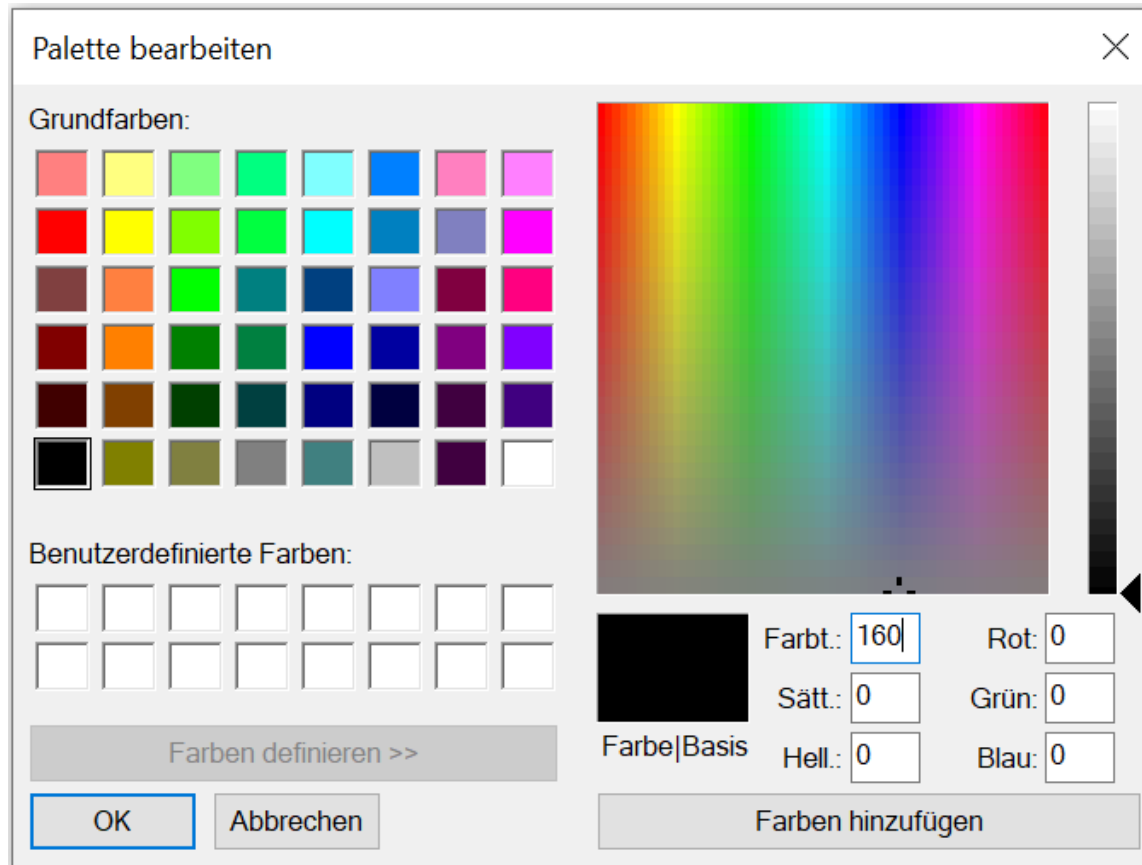 Palette bearbeiten
Grundfarben:
Benutzerdefinierte Farben:
Farben definieren >>
OK
Abbrechen
Farbe|Basis
Farbt.: 160
Sätt.: 0
Hell.: 0
Rot: 0
Grün: 0
Blau: 0
Farben hinzufügen